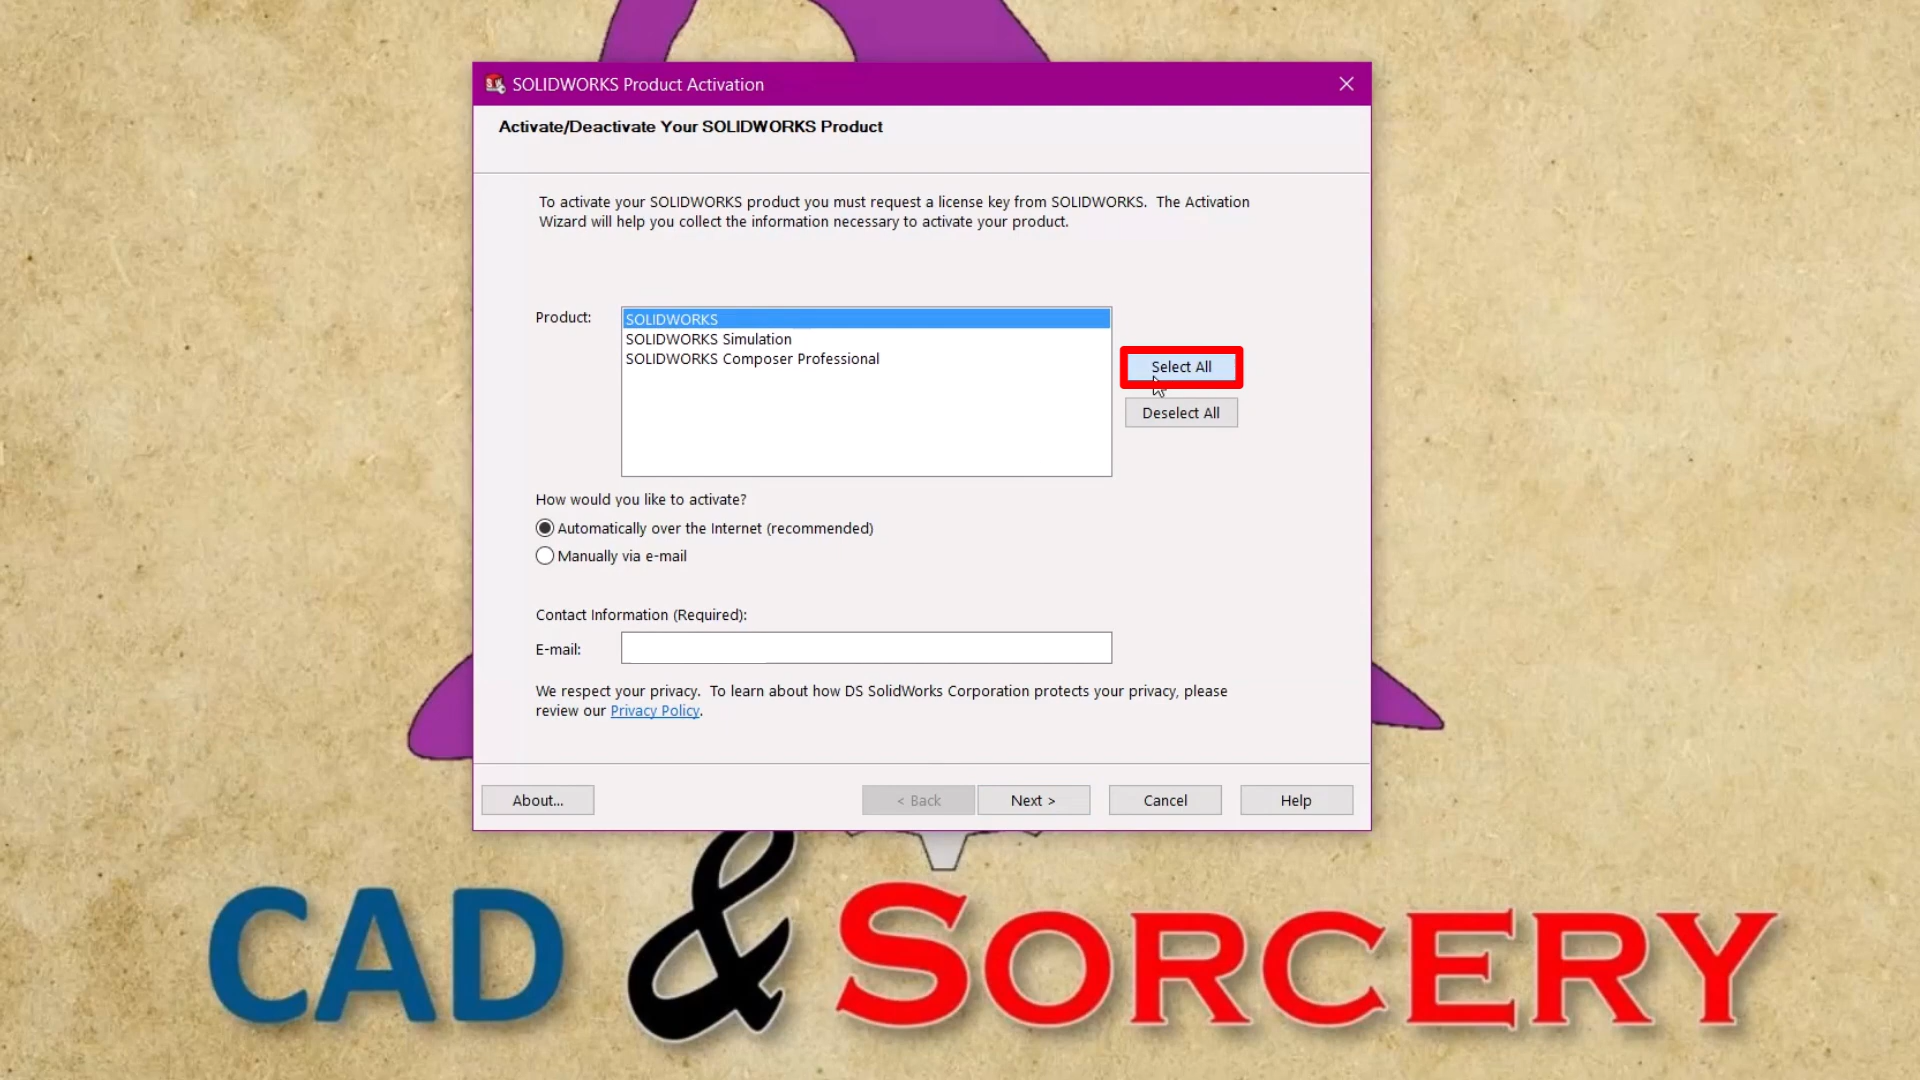 SOLIDWORKS Product Activation
Activate/Deactivate Your SOLIDWORKS Product
To activate your SOLIDWORKS product you must request a license key from SOLIDWORKS. The Activation
Wizard will help you collect the information necessary to activate your product.
Product:
SOLIDWORKS
SOLIDWORKS Simulation
SOLIDWORKS Composer Professional
Select All
Deselect All
How would you like to activate?
Automatically over the Internet (recommended)
Manually via e-mail
Contact Information (Required):
E-mail:
We respect your privacy. To learn about how DS SolidWorks Corporation protects your privacy, please
review our Privacy Policy.
About... < Back Next > Cancel Help
CAD & SORCERY